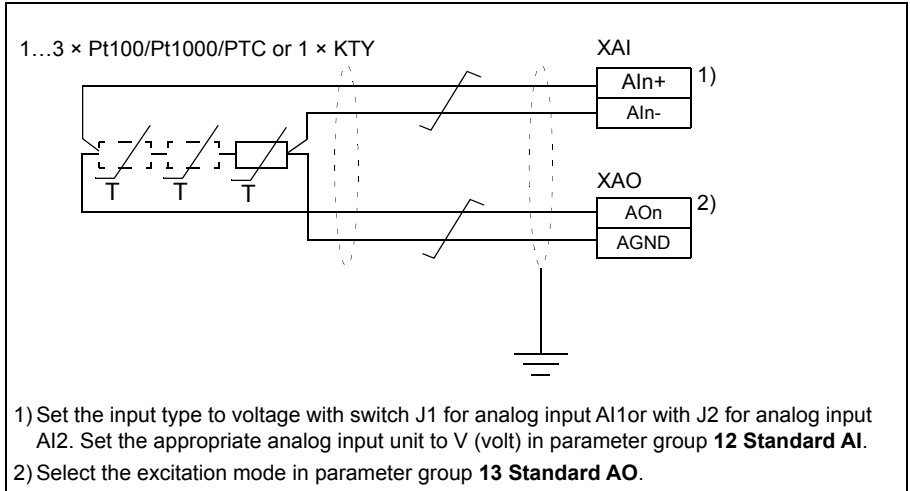 1…3 × Pt100/Pt1000/PTC or 1 × KTY
XAI
AIn+ 1)
AIn-
T T T
XAO
AOn 2)
AGND
1) Set the input type to voltage with switch J1 for analog input AI1or with J2 for analog input
AI2. Set the appropriate analog input unit to V (volt) in parameter group 12 Standard AI.
2) Select the excitation mode in parameter group 13 Standard AO.